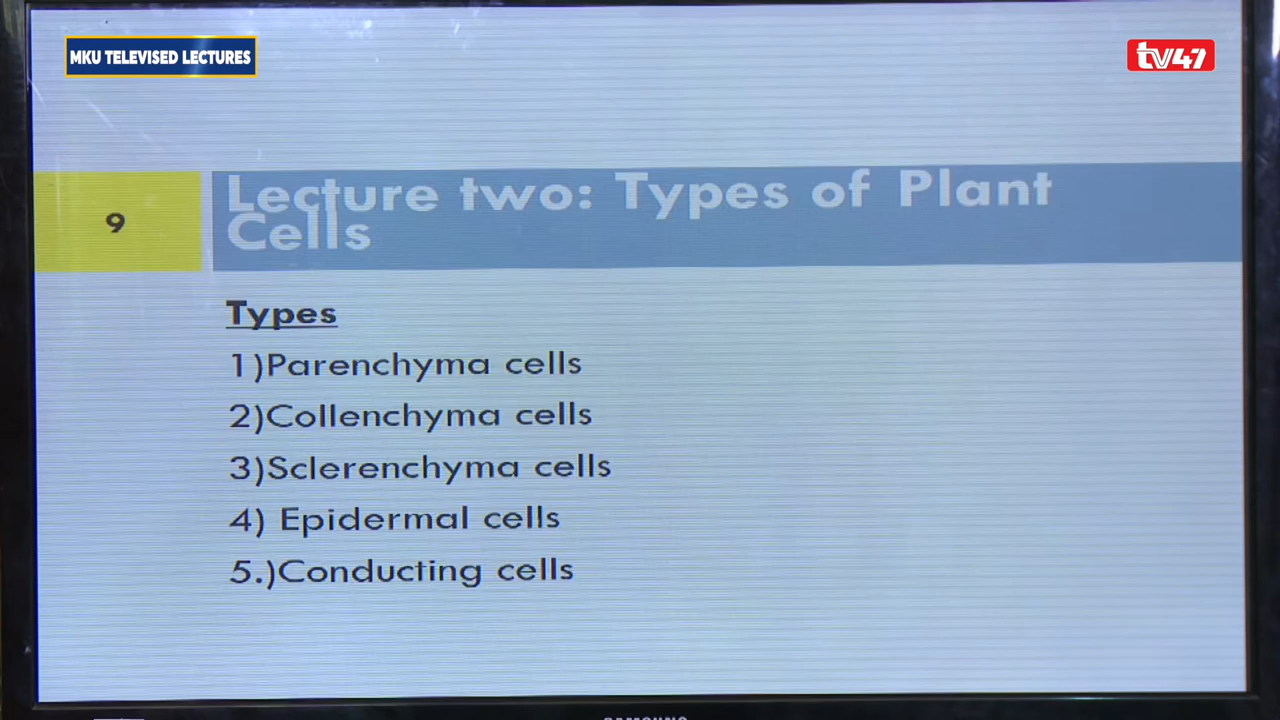 MKU TELEVISED LECTURES
tv47
9
Lecture two: Types of Plant
Cells
Types
1)Parenchyma cells
2)Collenchyma cells
3)Sclerenchyma cells
4) Epidermal cells
5.)Conducting cells
SAMSUNG